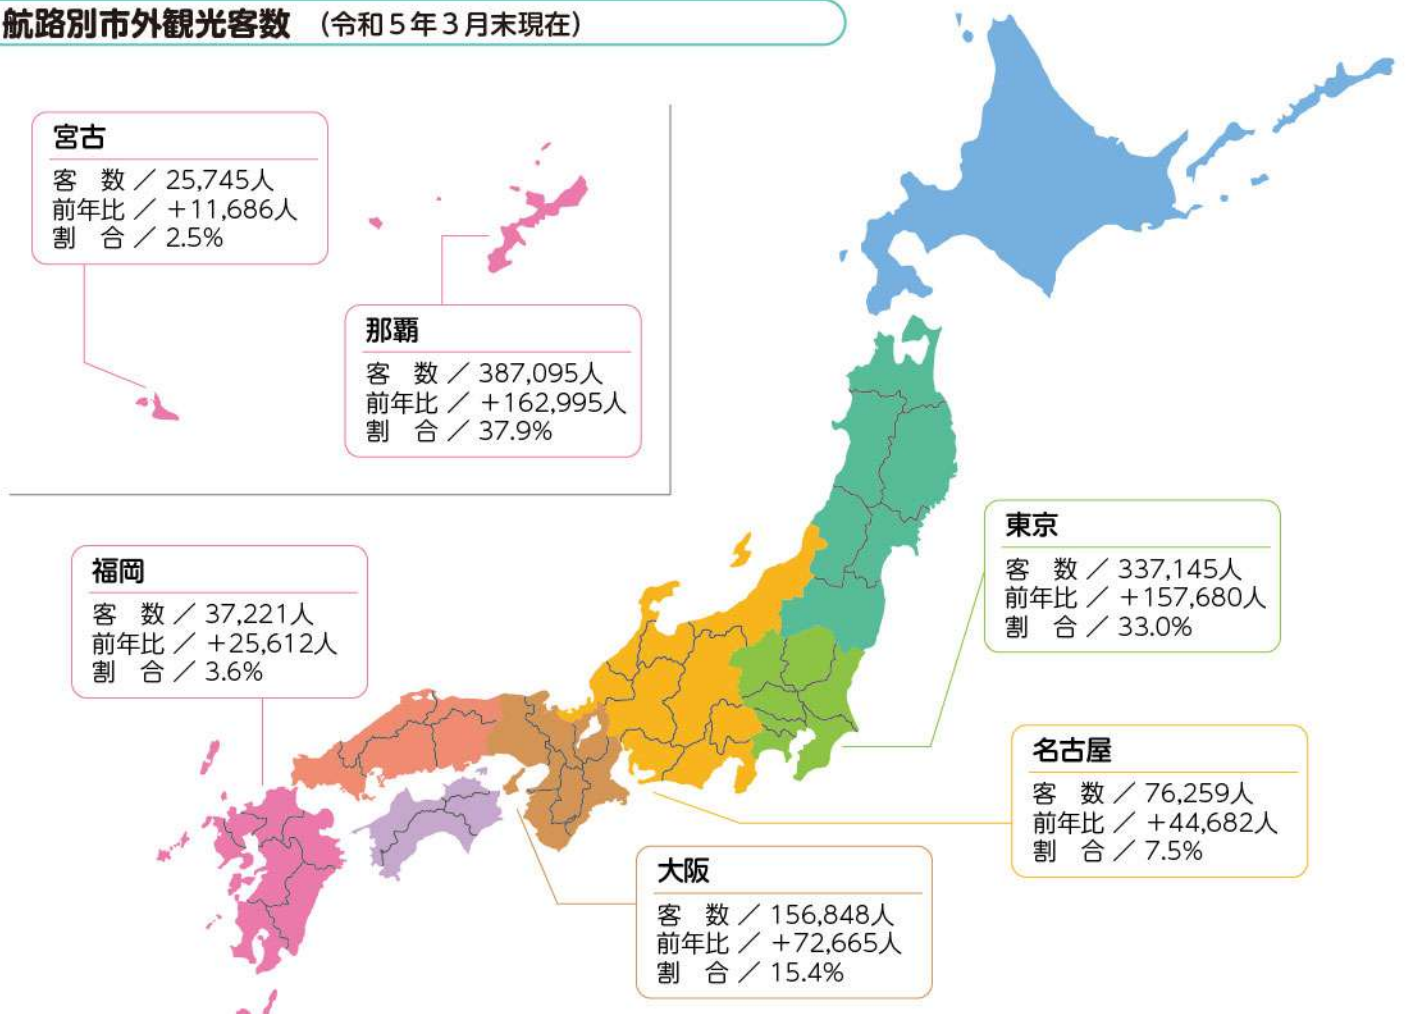 航路別市外観光客数 (令和5年3月末現在)
宮古
客 数 / 25,745人
前年比 / +11,686人
割 合 / 2.5%
那覇
客 数 / 387,095人
前年比 / +162,995人
割 合 / 37.9%
福岡
客 数 / 37,221人
前年比 / +25,612人
割 合 / 3.6%
東京
客 数 / 337,145人
前年比 / +157,680人
割 合 / 33.0%
名古屋
客 数 / 76,259人
前年比 / +44,682人
割 合 / 7.5%
大阪
客 数 / 156,848人
前年比 / +72,665人
割 合 / 15.4%